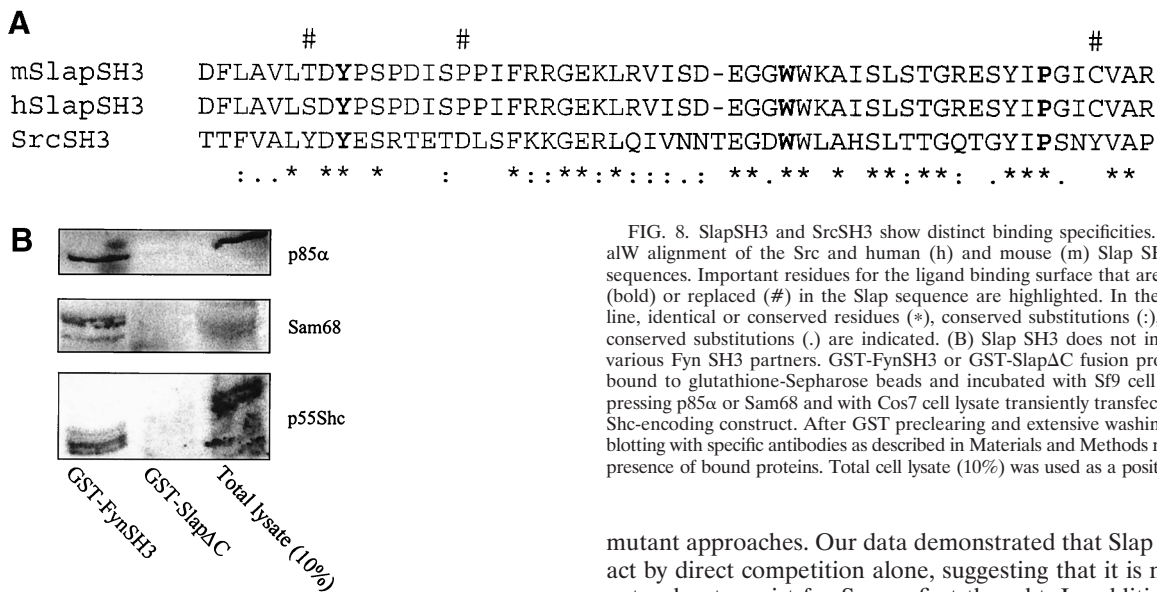 A
# # #
mSlapSH3 DFLAVLTDYPSPDISPPIFRRGEKLRVISD-EGGWWKAISLSTGRESYIPGICVAR
hSlapSH3 DFLAVLSDYPSPDISPPIFRRGEKLRVISD-EGGWWKAISLSTGRESYIPGICVAR
SrcSH3 TTFVALYDYESRTETDLSFKKGERLQIVNNTEGDWWLAHSLTTGQTGYIPSNYVAP
:..* ** * : *::**:*:::.: **.** * **:**: .***. **
B
p85α
Sam68
p55Shc
GST-FynSH3
GST-SlapΔC
Total lysate (10%)
FIG. 8. SlapSH3 and SrcSH3 show distinct binding specificities.
alW alignment of the Src and human (h) and mouse (m) Slap SH
sequences. Important residues for the ligand binding surface that are
(bold) or replaced (#) in the Slap sequence are highlighted. In the
line, identical or conserved residues (*), conserved substitutions (:),
conserved substitutions (.) are indicated. (B) Slap SH3 does not in
various Fyn SH3 partners. GST-FynSH3 or GST-SlapΔC fusion pro
bound to glutathione-Sepharose beads and incubated with Sf9 cell
pressing p85α or Sam68 and with Cos7 cell lysate transiently transfec
Shc-encoding construct. After GST preclearing and extensive washin
blotting with specific antibodies as described in Materials and Methods r
presence of bound proteins. Total cell lysate (10%) was used as a posit
mutant approaches. Our data demonstrated that Slap
act by direct competition alone, suggesting that it is n